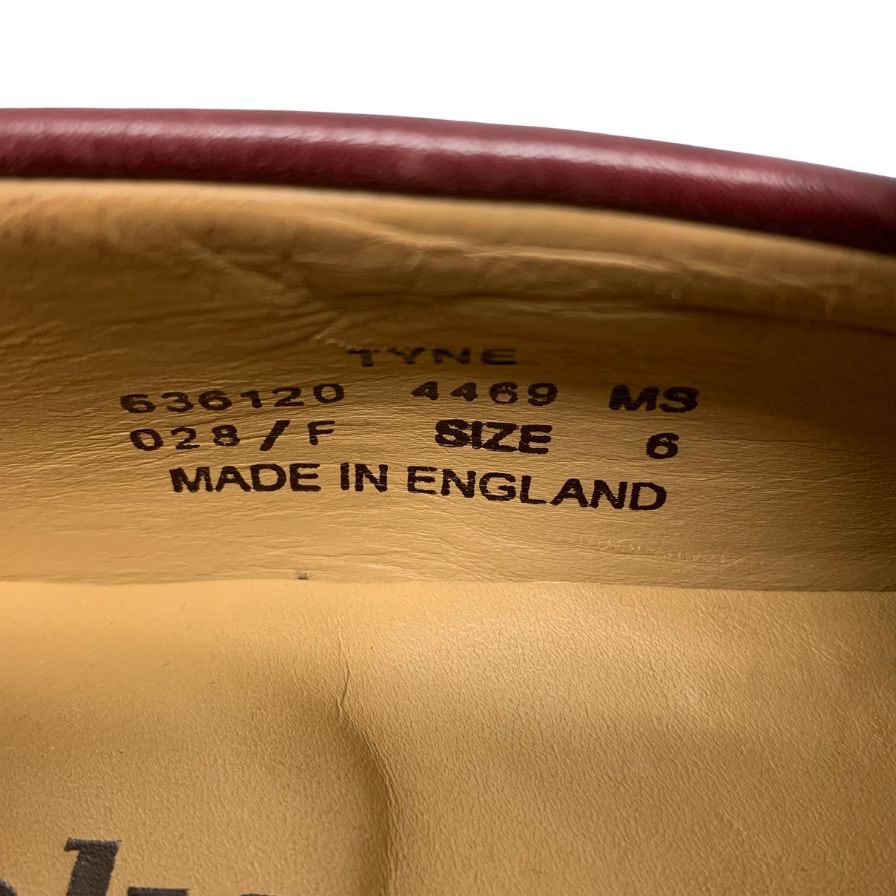 TYNE
636120 4469 MS
028/F SIZE 6
MADE IN ENGLAND